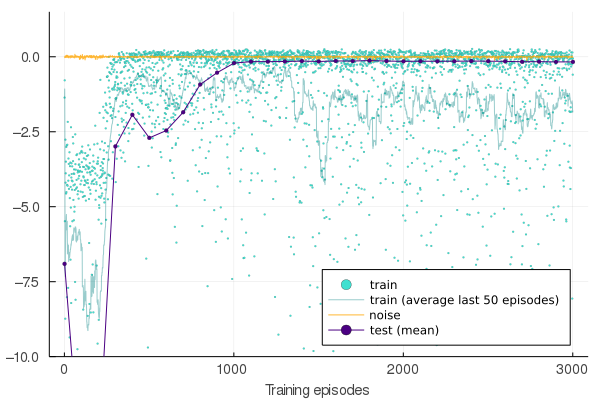 0.0
−2.5
−5.0
−7.5
−10.0
train
train (average last 50 episodes)
noise
test (mean)
0 1000 2000 3000
Training episodes